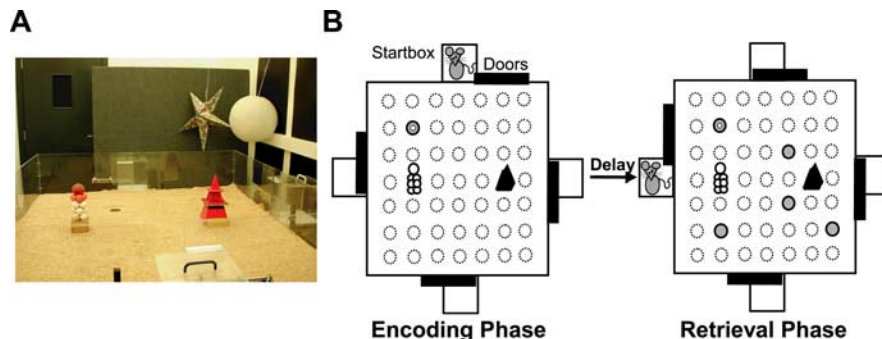 A
B
Startbox
Doors
Delay
Encoding Phase
Retrieval Phase